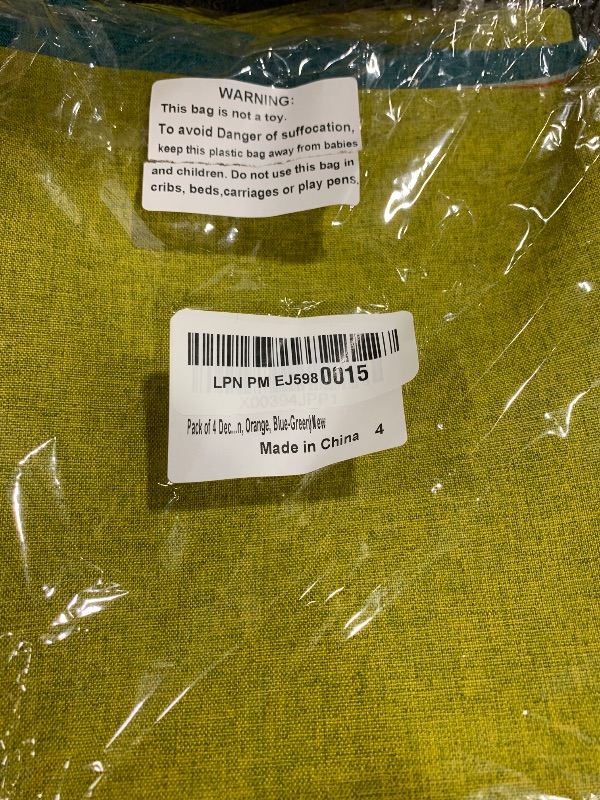 WARNING:
This bag is not a toy.
To avoid Danger of suffocation,
keep this plastic bag away from babies
and children. Do not use this bag in
cribs, beds,carriages or play pens.
LPN PM EJ5980015
X00394JPP1
Pack of 4 Dec...n, Orange, Blue-Green)New
Made in China 4